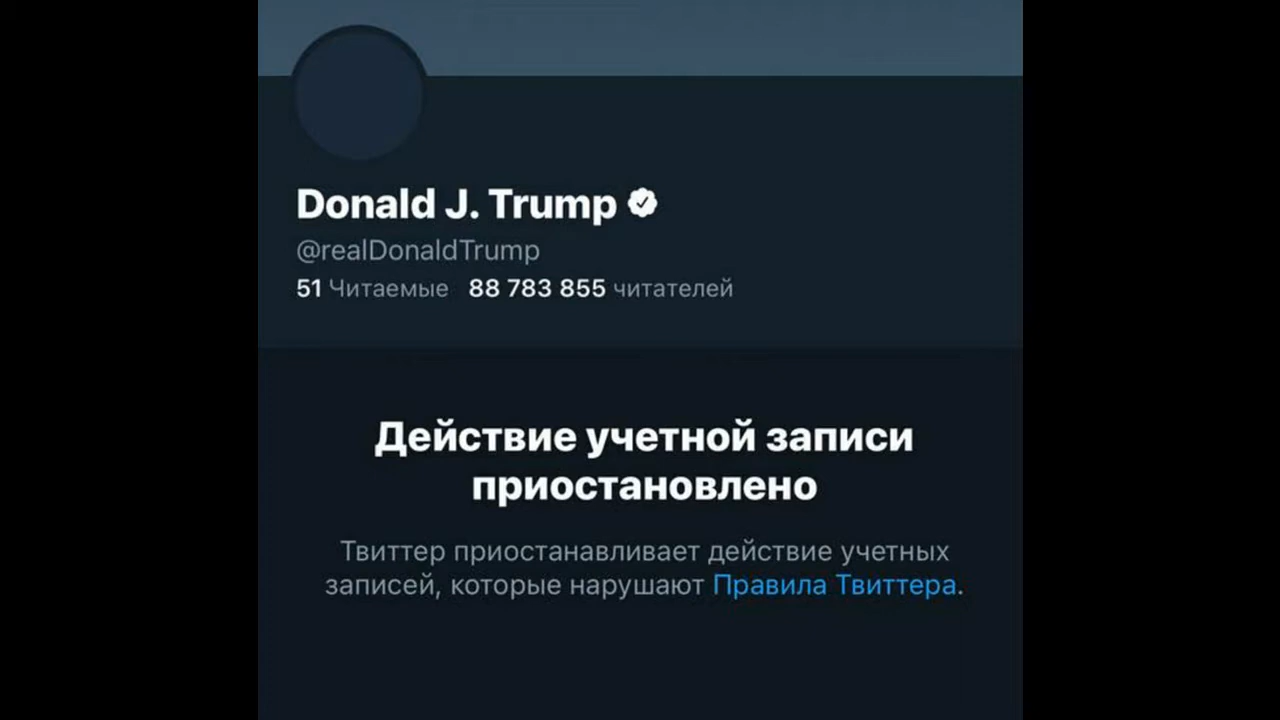 Donald J. Trump
@realDonaldTrump
51 Читаемые 88 783 855 читателей
Действие учетной записи
приостановлено
Твиттер приостанавливает действие учетных
записей, которые нарушают Правила Твиттера.